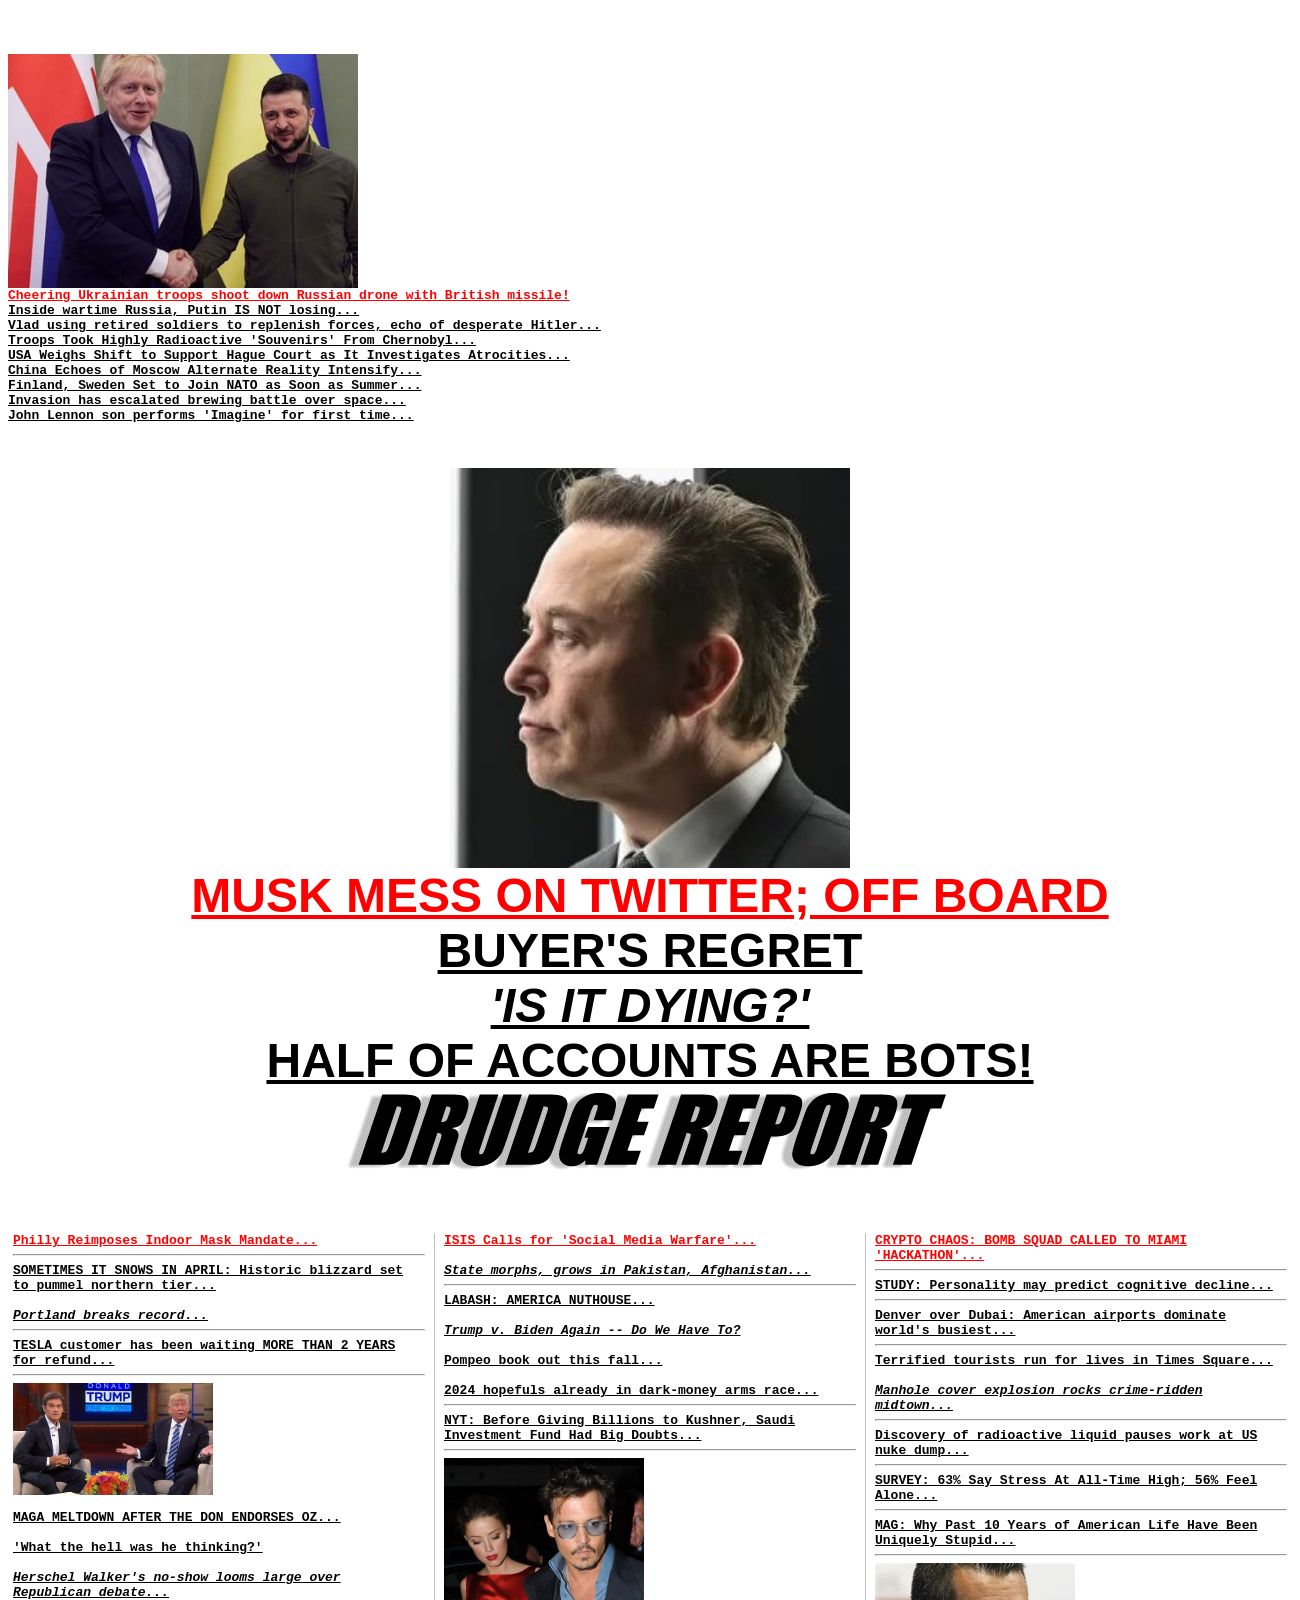 Cheering Ukrainian troops shoot down Russian drone with British missile!
Inside wartime Russia, Putin IS NOT losing...
Vlad using retired soldiers to replenish forces, echo of desperate Hitler...
Troops Took Highly Radioactive 'Souvenirs' From Chernobyl...
USA Weighs Shift to Support Hague Court as It Investigates Atrocities...
China Echoes of Moscow Alternate Reality Intensify...
Finland, Sweden Set to Join NATO as Soon as Summer...
Invasion has escalated brewing battle over space...
John Lennon son performs 'Imagine' for first time...
MUSK MESS ON TWITTER; OFF BOARD
BUYER'S REGRET
'IS IT DYING?'
HALF OF ACCOUNTS ARE BOTS!
DRUDGE REPORT
Philly Reimposes Indoor Mask Mandate...
SOMETIMES IT SNOWS IN APRIL: Historic blizzard set
to pummel northern tier...
Portland breaks record...
TESLA customer has been waiting MORE THAN 2 YEARS
for refund...
DONALD
TRUMP
MAGA MELTDOWN AFTER THE DON ENDORSES OZ...
'What the hell was he thinking?'
Herschel Walker's no-show looms large over
Republican debate...
ISIS Calls for 'Social Media Warfare'...
State morphs, grows in Pakistan, Afghanistan...
LABASH: AMERICA NUTHOUSE...
Trump v. Biden Again -- Do We Have To?
Pompeo book out this fall...
2024 hopefuls already in dark-money arms race...
NYT: Before Giving Billions to Kushner, Saudi
Investment Fund Had Big Doubts...
CRYPTO CHAOS: BOMB SQUAD CALLED TO MIAMI
'HACKATHON'...
STUDY: Personality may predict cognitive decline...
Denver over Dubai: American airports dominate
world's busiest...
Terrified tourists run for lives in Times Square...
Manhole cover explosion rocks crime-ridden
midtown...
Discovery of radioactive liquid pauses work at US
nuke dump...
SURVEY: 63% Say Stress At All-Time High; 56% Feel
Alone...
MAG: Why Past 10 Years of American Life Have Been
Uniquely Stupid...